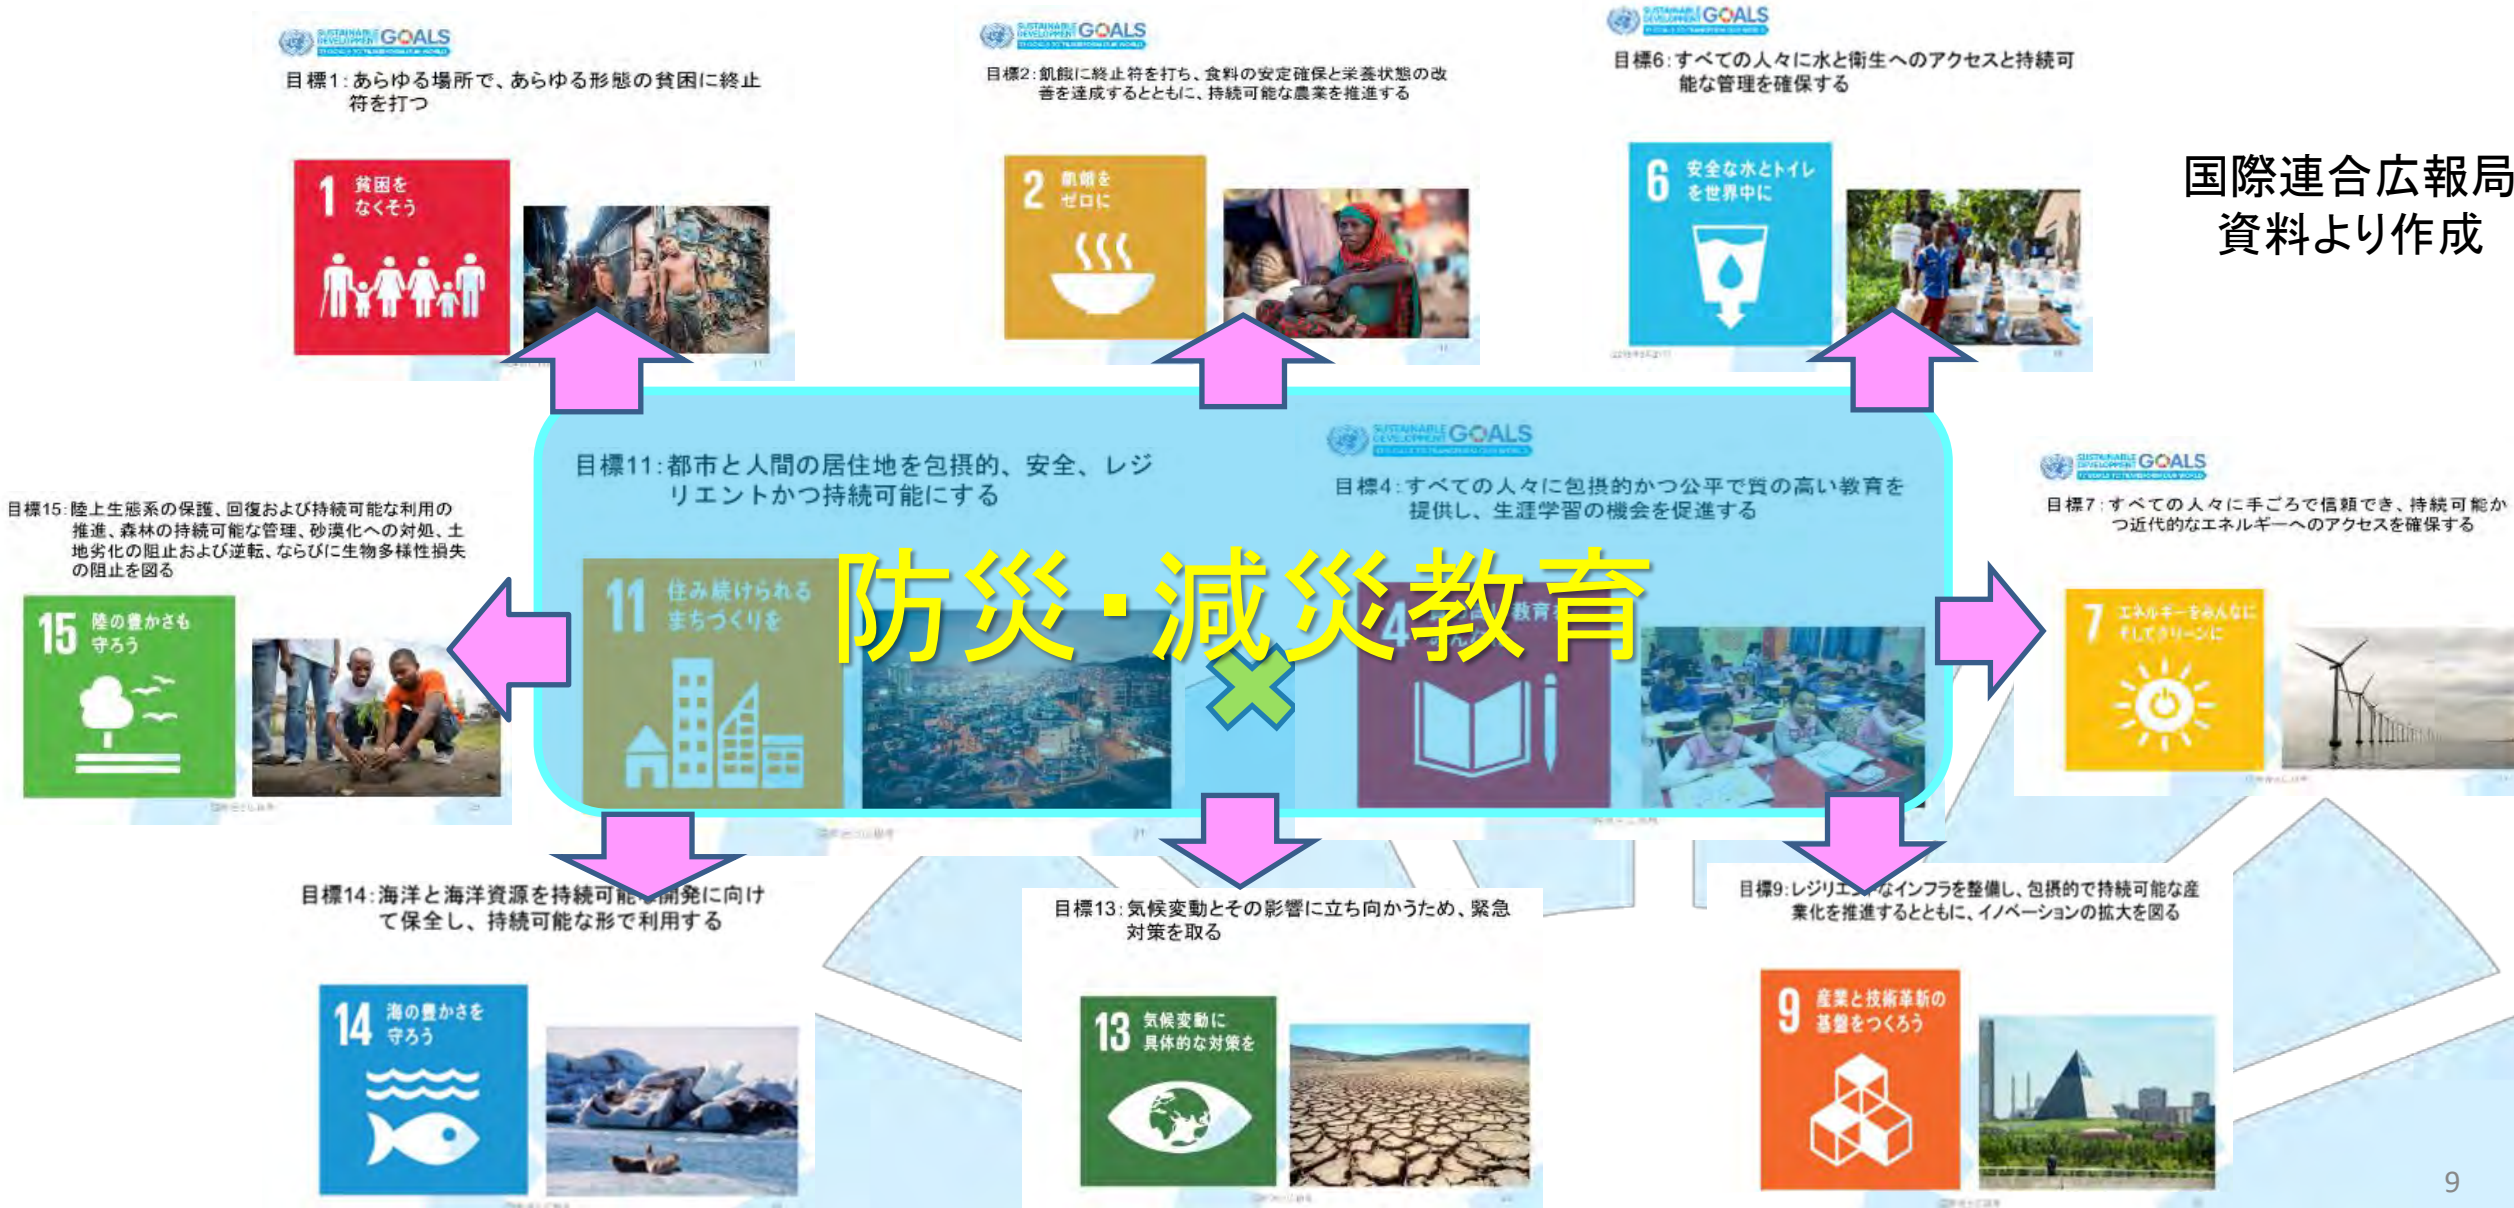 SUSTAINABLE DEVELOPMENT GOALS
目標1:あらゆる場所で、あらゆる形態の貧困に終止
符を打つ
1 貧困を
なくそう
SUSTAINABLE DEVELOPMENT GOALS
目標2:飢餓に終止符を打ち、食料の安定確保と栄養状態の改
善を達成するとともに、持続可能な農業を推進する
2 飢餓を
ゼロに
SUSTAINABLE DEVELOPMENT GOALS
目標6:すべての人々に水と衛生へのアクセスと持続可
能な管理を確保する
6 安全な水とトイレ
を世界中に
国際連合広報局
資料より作成
目標15:陸上生態系の保護、回復および持続可能な利用の
推進、森林の持続可能な管理、砂漠化への対処、土
地劣化の阻止および逆転、ならびに生物多様性損失
の阻止を図る
15 陸の豊かさも
守ろう
目標11:都市と人間の居住地を包摂的、安全、レジ
リエントかつ持続可能にする
11 住み続けられる
まちづくりを
SUSTAINABLE DEVELOPMENT GOALS
目標4:すべての人々に包摂的かつ公平で質の高い教育を
提供し、生涯学習の機会を促進する
4 教育を
防災・減災教育
SUSTAINABLE DEVELOPMENT GOALS
目標7:すべての人々に手ごろで信頼でき、持続可能か
つ近代的なエネルギーへのアクセスを確保する
7 エネルギーをみんなに
そしてクリーンに
目標14:海洋と海洋資源を持続可能 開発に向け
て保全し、持続可能な形で利用する
14 海の豊かさを
守ろう
目標13:気候変動とその影響に立ち向かうため、緊急
対策を取る
13 気候変動に
具体的な対策を
目標9:レジリエ なインフラを整備し、包摂的で持続可能な産
業化を推進するとともに、イノベーションの拡大を図る
9 産業と技術革新の
基盤をつくろう
9